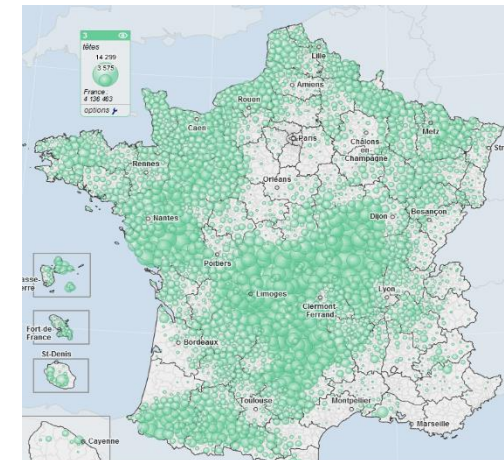 3
têtes
14 299
3 575
France :
4 136 463
options
Lille
Amiens
Rouen
Caen
Paris
Châlons
en
Champagne
Metz
Rennes
Orléans
Nantes
Dijon
Besançon
Poitiers
Limoges
Clermont
Ferrand
Lyon
Fort de
France
St-Denis
Bordeaux
Toulouse
Montpellier
Marseille
Cayenne